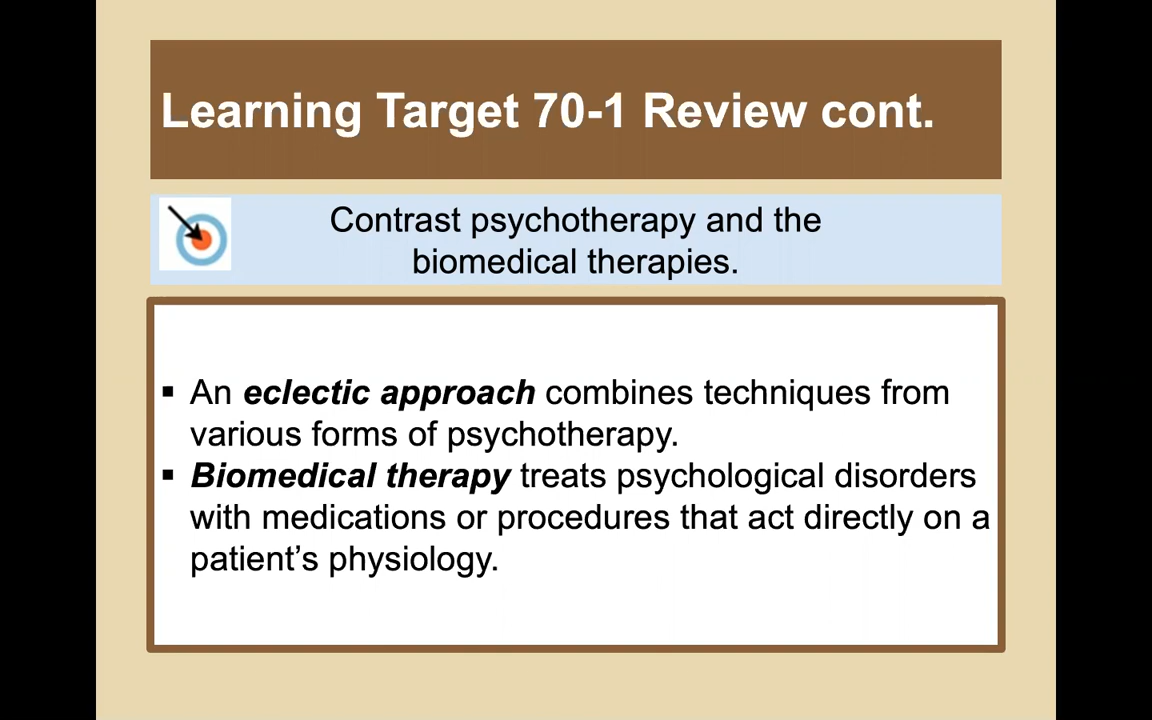 Learning Target 70-1 Review cont.
Contrast psychotherapy and the
biomedical therapies.
▪ An eclectic approach combines techniques from
various forms of psychotherapy.
▪ Biomedical therapy treats psychological disorders
with medications or procedures that act directly on a
patient’s physiology.